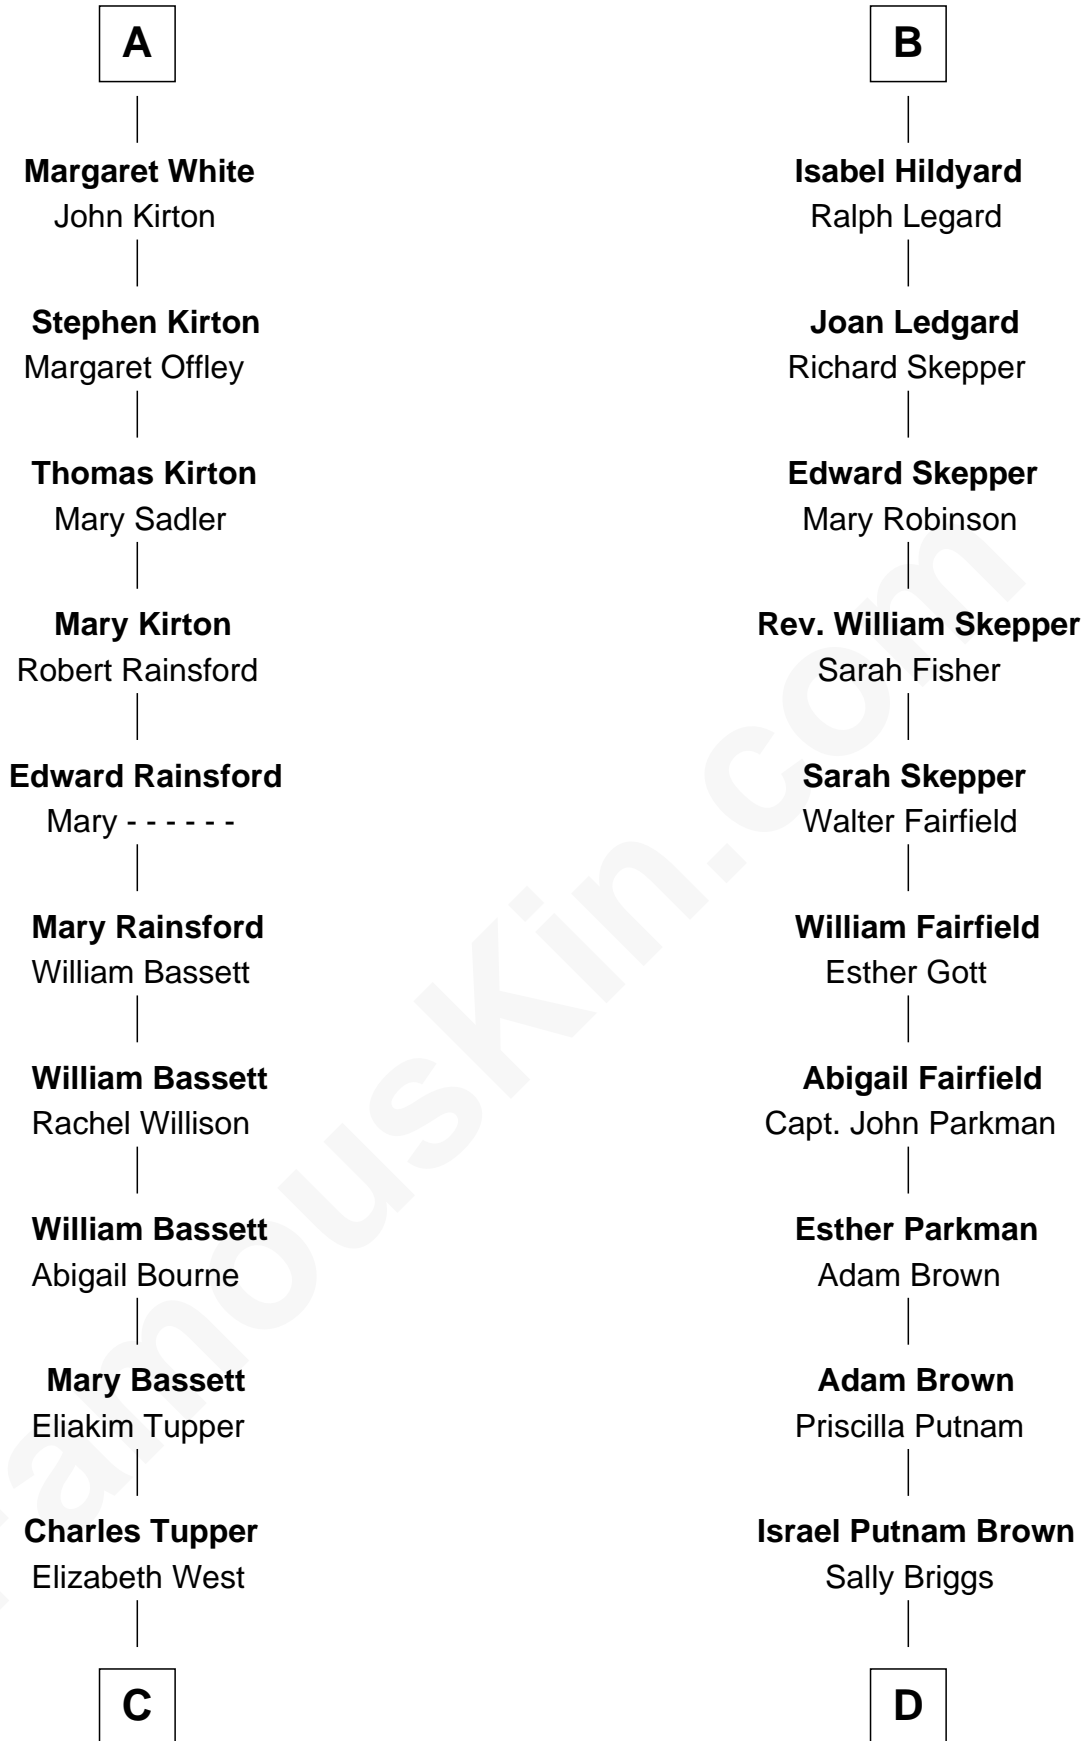 A
Margaret White
John Kirton
Stephen Kirton
Margaret Offley
Thomas Kirton
Mary Sadler
Mary Kirton
Robert Rainsford
Edward Rainsford
Mary - - - - - -
Mary Rainsford
William Bassett
William Bassett
Rachel Willison
William Bassett
Abigail Bourne
Mary Bassett
Eliakim Tupper
Charles Tupper
Elizabeth West
C
B
Isabel Hildyard
Ralph Legard
Joan Ledgard
Richard Skepper
Edward Skepper
Mary Robinson
Rev. William Skepper
Sarah Fisher
Sarah Skepper
Walter Fairfield
William Fairfield
Esther Gott
Abigail Fairfield
Capt. John Parkman
Esther Parkman
Adam Brown
Adam Brown
Priscilla Putnam
Israel Putnam Brown
Sally Briggs
D
FamousKin.com